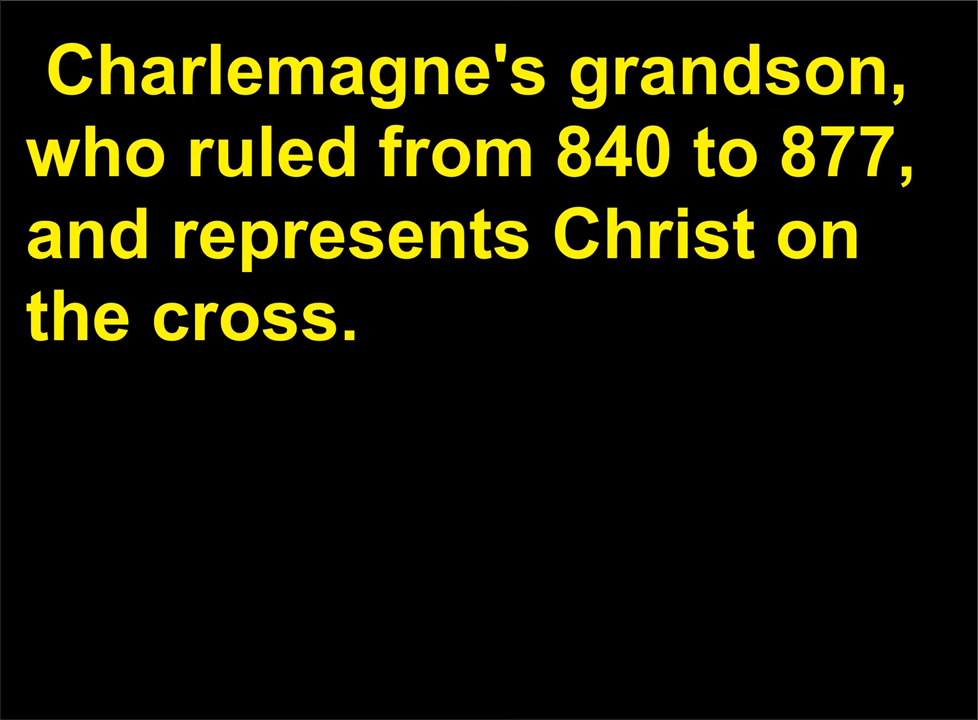 Charlemagne's grandson,
who ruled from 840 to 877,
and represents Christ on
the cross.